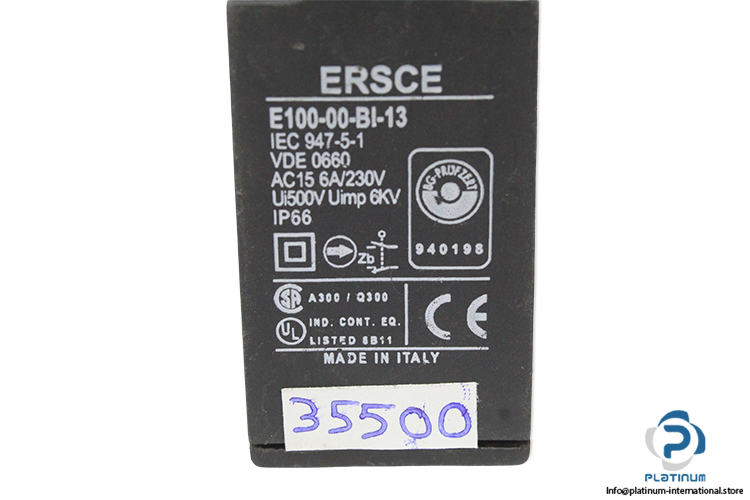 ERSCE
E100-00-BI-13
IEC 947-5-1
VDE 0660
AC15 6A/230V
Ui500V Uimp 6KV
IP66
BG-PRÜFZERT
940198
Zb
SA
A300 / Q300
UL
IND. CONT. EQ.
LISTED 6B11
CE
MADE IN ITALY
35500
PLATINUM
Info@platinum-international.store